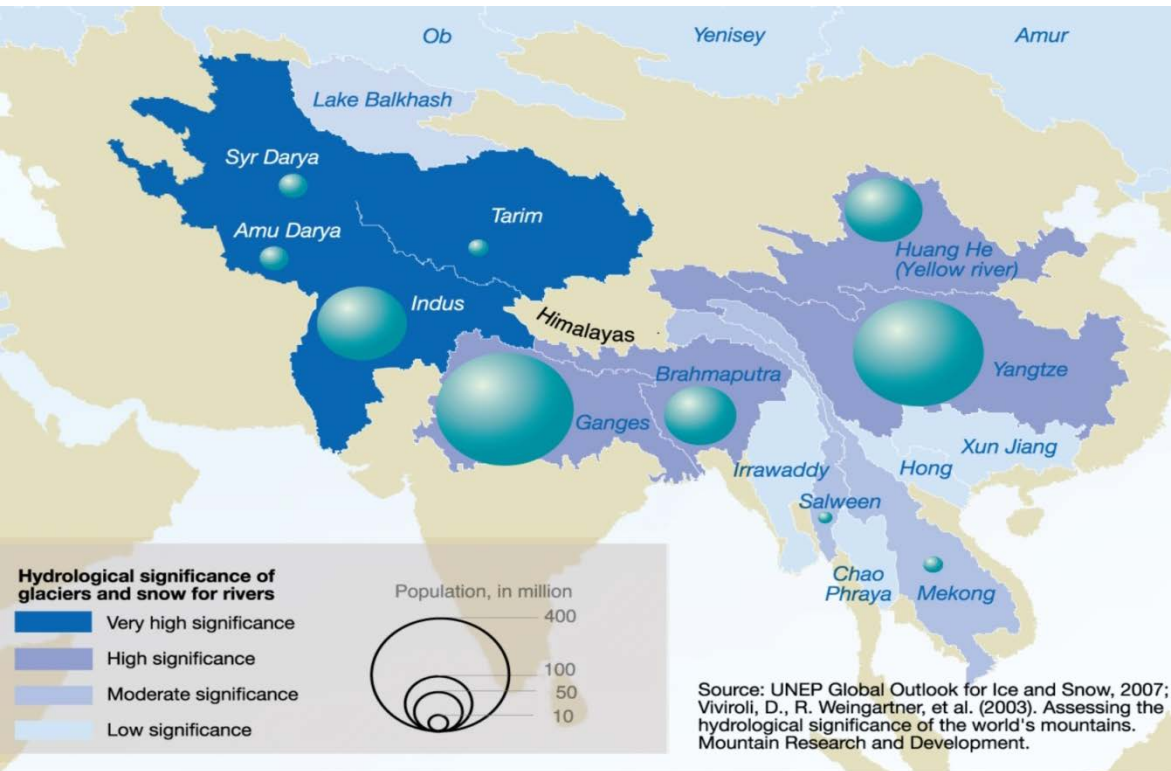 Ob
Yenisey
Amur
Lake Balkhash
Syr Darya
Tarim
Amu Darya
Huang He
(Yellow river)
Indus
Himalayas
Yangtze
Brahmaputra
Ganges
Xun Jiang
Hong
Irrawaddy
Salween
Chao
Phraya
Mekong
Hydrological significance of
glaciers and snow for rivers
Very high significance
High significance
Moderate significance
Low significance
Population, in million
400
100
50
10
Source: UNEP Global Outlook for Ice and Snow, 2007;
Viviroli, D., R. Weingartner, et al. (2003). Assessing the
hydrological significance of the world's mountains.
Mountain Research and Development.